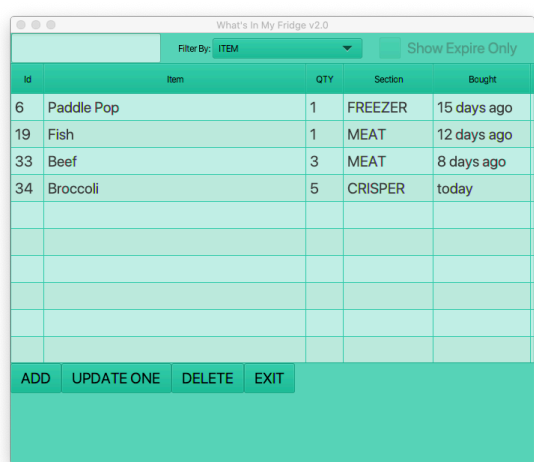 What's In My Fridge v2.0
Filter By: ITEM Show Expire Only
Id Item QTY Section Bought
6 Paddle Pop 1 FREEZER 15 days ago
19 Fish 1 MEAT 12 days ago
33 Beef 3 MEAT 8 days ago
34 Broccoli 5 CRISPER today
ADD UPDATE ONE DELETE EXIT